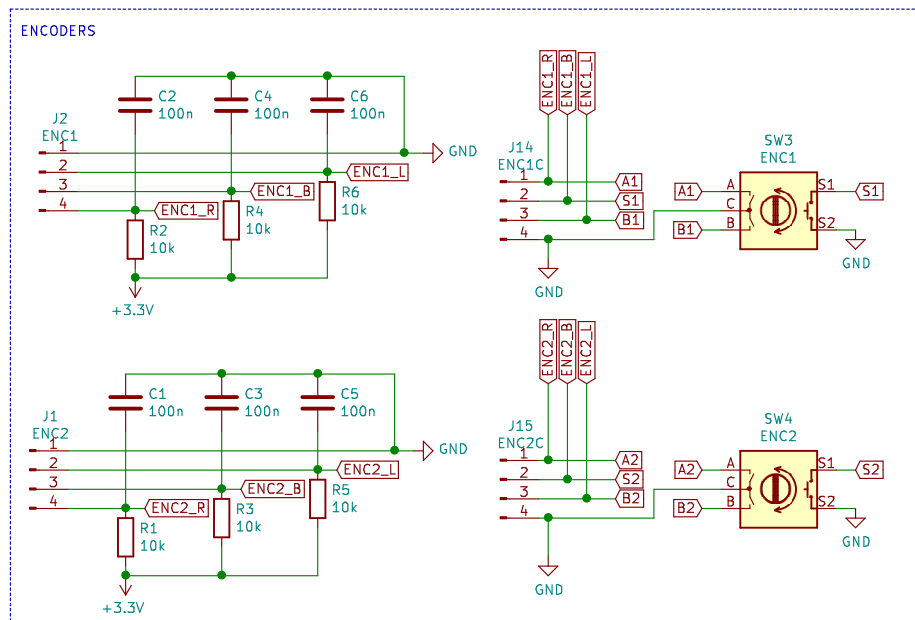 ENCODERS
C2
100n
C4
100n
C6
100n
J2
ENC1
1
2
3
4
GND
ENC1_L
ENC1_B
ENC1_R
R2
10k
R4
10k
R6
10k
+3.3V
ENC1_R
ENC1_B
ENC1_L
J14
ENC1C
1
2
3
4
A1
S1
B1
GND
SW3
ENC1
A1
B1
A
C
B
S1
S2
S1
GND
C1
100n
C3
100n
C5
100n
J1
ENC2
1
2
3
4
GND
ENC2_L
ENC2_B
ENC2_R
R1
10k
R3
10k
R5
10k
+3.3V
ENC2_R
ENC2_B
ENC2_L
J15
ENC2C
1
2
3
4
A2
S2
B2
GND
SW4
ENC2
A2
B2
A
C
B
S1
S2
S2
GND